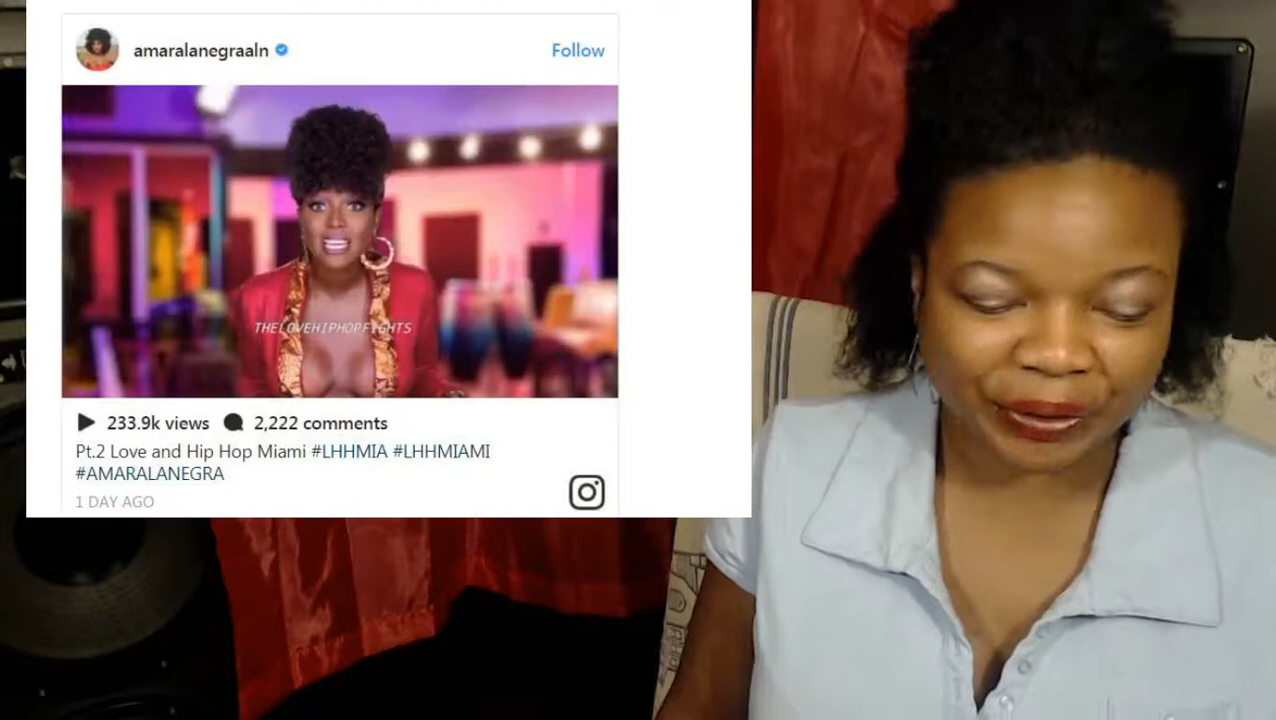 amaralanegraaln
Follow
THELOVEHIPHOPFIGHTS
233.9k views 2,222 comments
Pt.2 Love and Hip Hop Miami #LHHMIA #LHHMIAMI
#AMARALANEGRA
1 DAY AGO